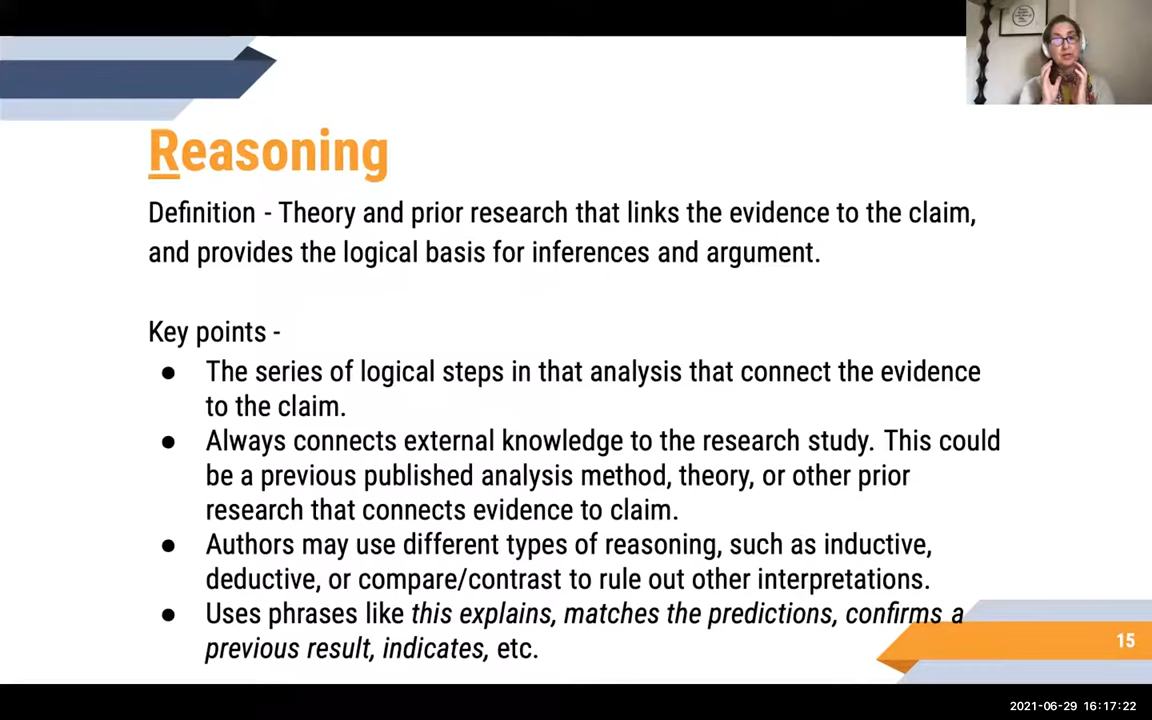 Reasoning
Definition - Theory and prior research that links the evidence to the claim,
and provides the logical basis for inferences and argument.
Key points -
● The series of logical steps in that analysis that connect the evidence
to the claim.
● Always connects external knowledge to the research study. This could
be a previous published analysis method, theory, or other prior
research that connects evidence to claim.
● Authors may use different types of reasoning, such as inductive,
deductive, or compare/contrast to rule out other interpretations.
● Uses phrases like this explains, matches the predictions, confirms a
previous result, indicates, etc.
15
2021-06-29 16:17:22